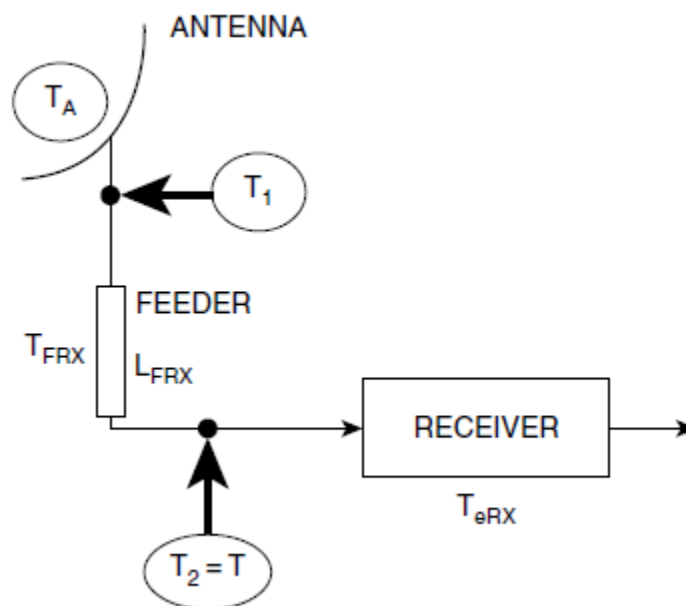 ANTENNA
T_A
T_1
FEEDER
T_FRX
L_FRX
RECEIVER
T_eRX
T_2 = T